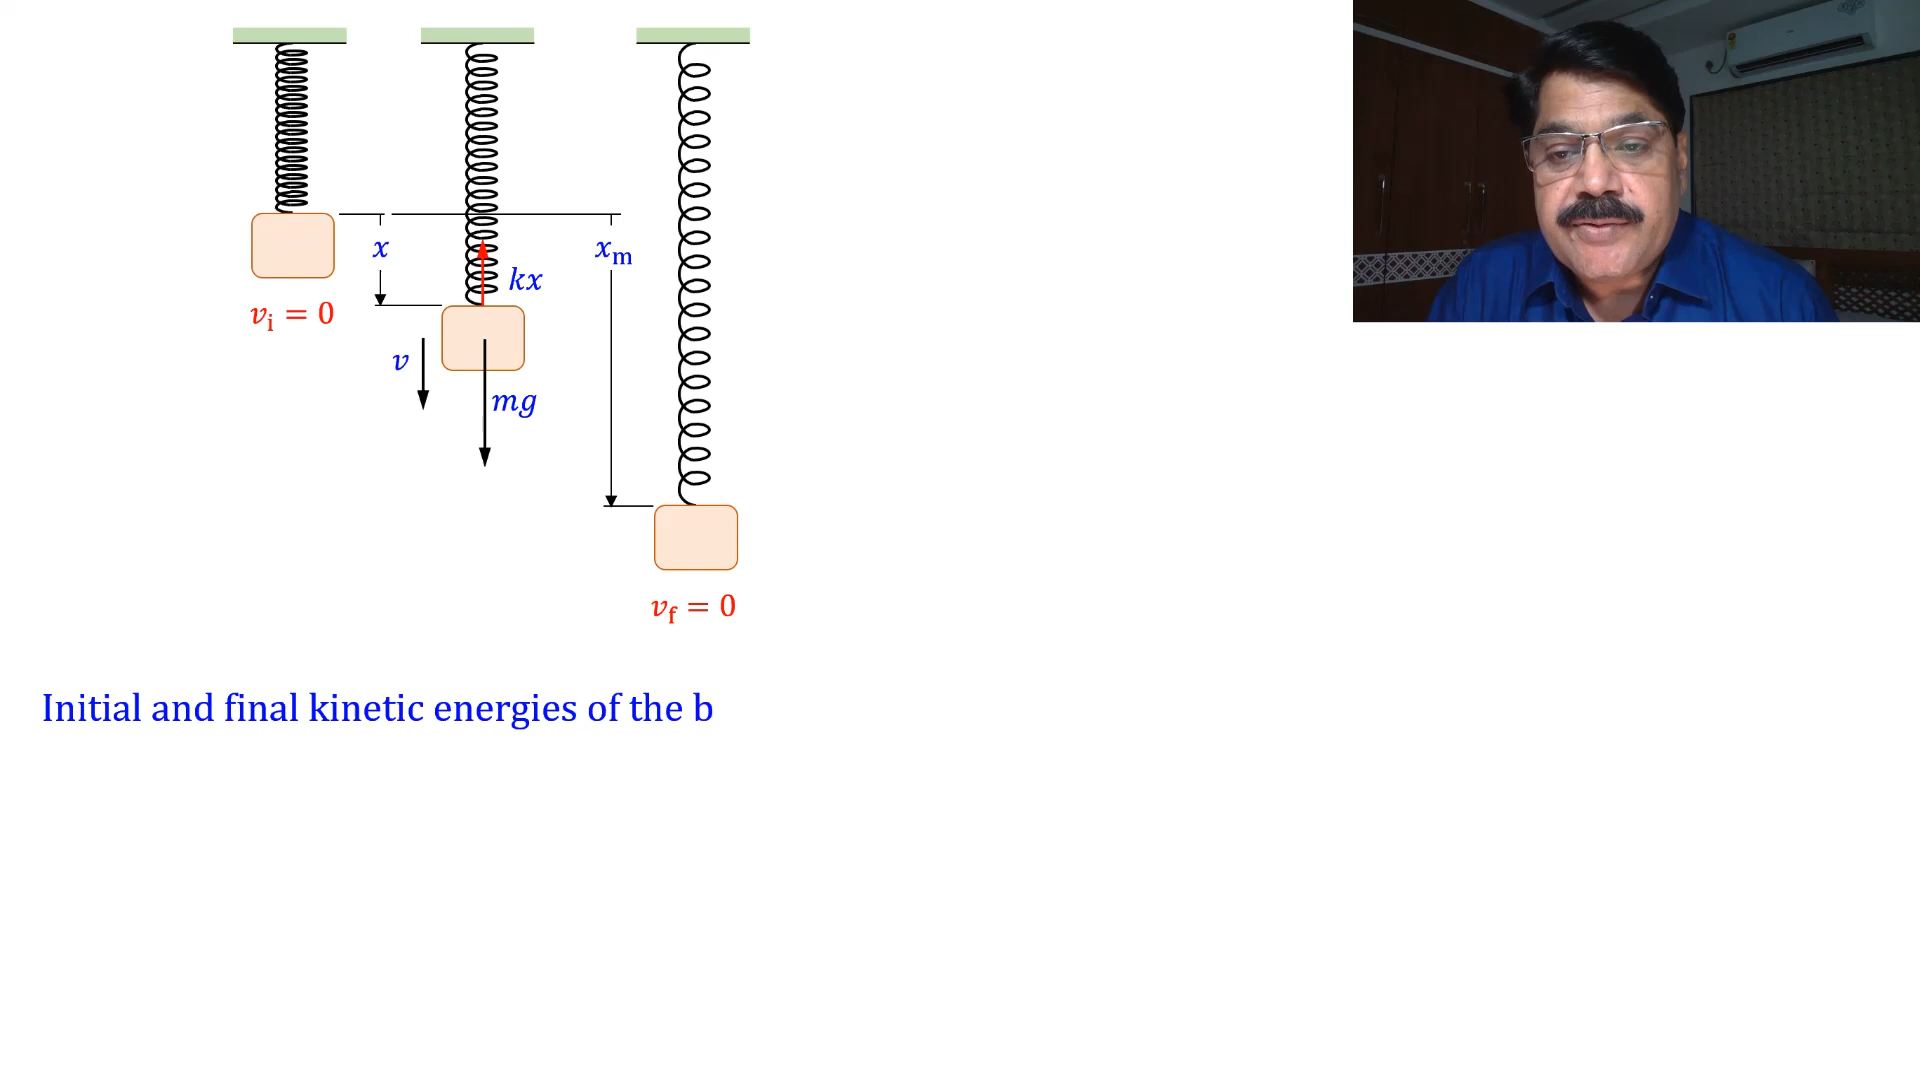 x
x_m
kx
v_i = 0
v
mg
v_f = 0
Initial and final kinetic energies of the b